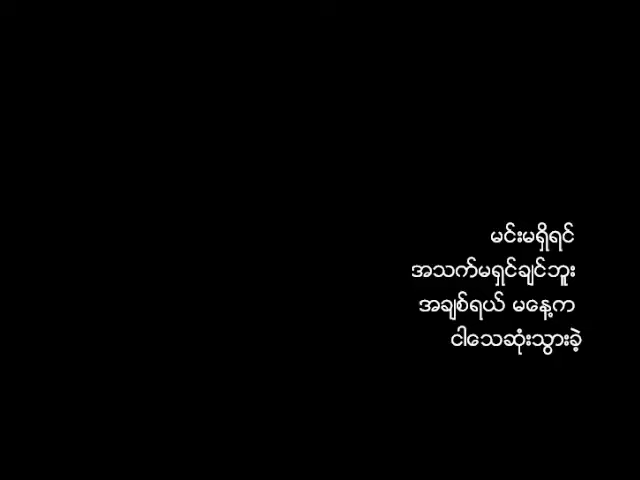 မင်းမရှိရင်
အသက်မရှင်ချင်ဘူး
အချစ်ရယ် မနေ့က
ငါသေဆုံးသွားခဲ့